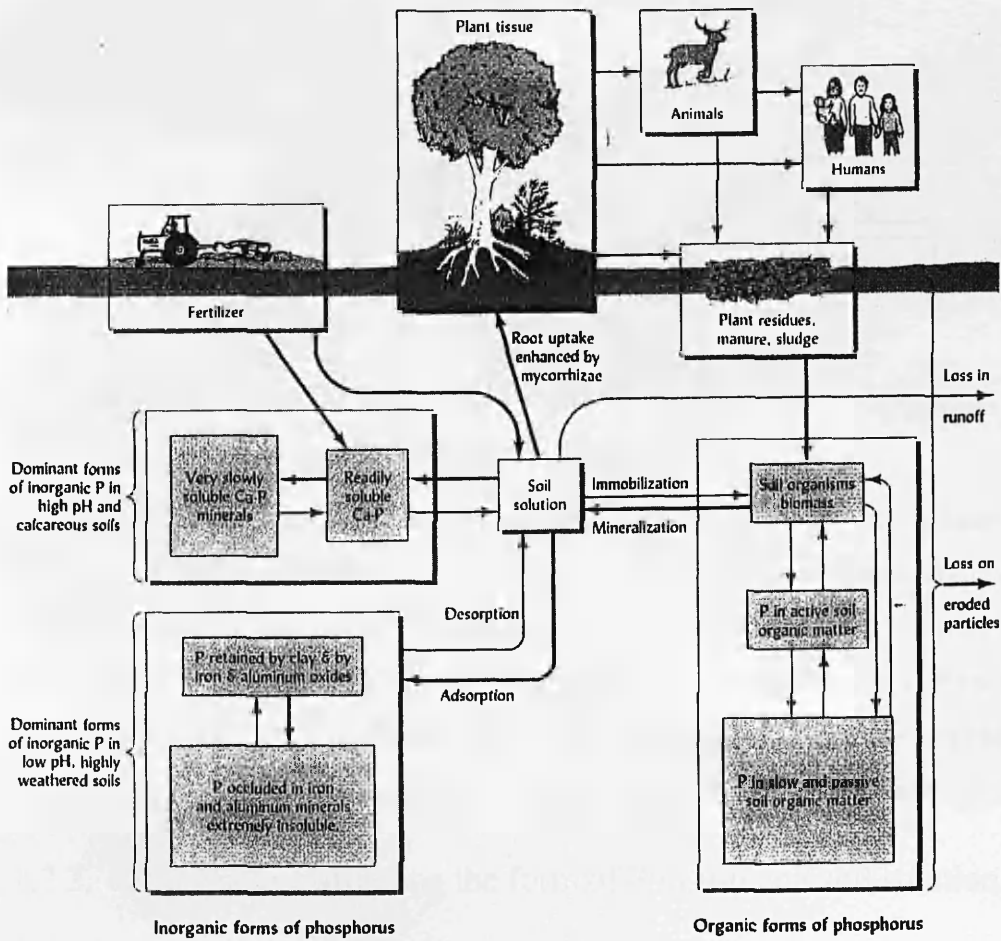 Plant tissue
Animals
Humans
Fertilizer
Plant residues,
manure, sludge
Root uptake
enhanced by
mycorrhizae
Loss in
runoff
Dominant forms
of inorganic P in
high pH and
calcareous soils
Very slowly
soluble Ca-P
minerals
Readily
soluble
Ca-P
Soil
solution
Immobilization
Mineralization
Soil organisms
biomass
Loss on
eroded
particles
Desorption
Adsorption
P in active soil
organic matter
P retained by clay & by
iron & aluminum oxides
Dominant forms
of inorganic P in
low pH, highly
weathered soils
P occluded in iron
and aluminum minerals
extremely insoluble.
P in slow and passive
soil organic matter
Inorganic forms of phosphorus
Organic forms of phosphorus